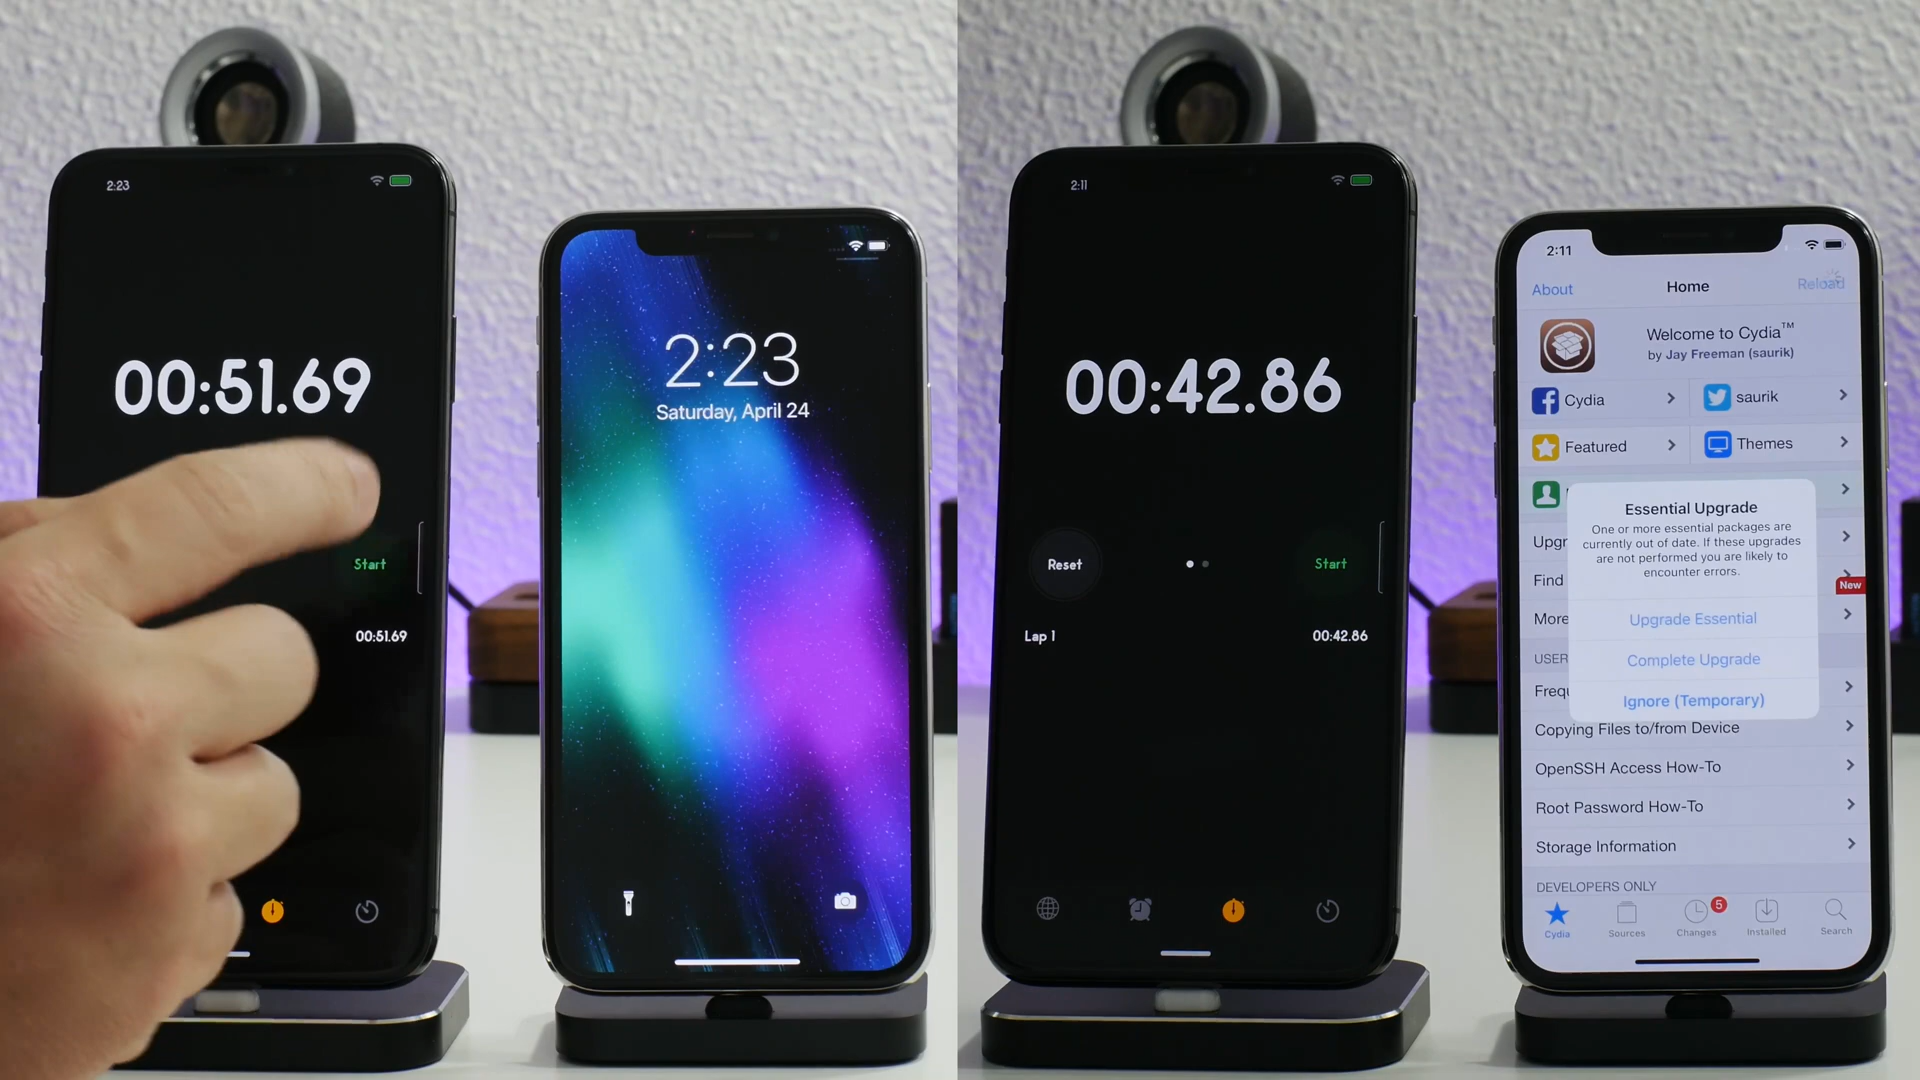 2:23
00:51.69
Start
00:51.69
2:23
Saturday, April 24
2:11
00:42.86
Reset
Start
Lap 1
00:42.86
2:11
About
Home
Reload
Welcome to Cydia™
by Jay Freeman (saurik)
Cydia
saurik
Featured
Themes
Essential Upgrade
One or more essential packages are
currently out of date. If these upgrades
are not performed you are likely to
encounter errors.
Upgrade Essential
Complete Upgrade
Ignore (Temporary)
Upgr
Find
New
More
USER
Freq
Copying Files to/from Device
OpenSSH Access How-To
Root Password How-To
Storage Information
DEVELOPERS ONLY
5
Cydia
Sources
Changes
Installed
Search